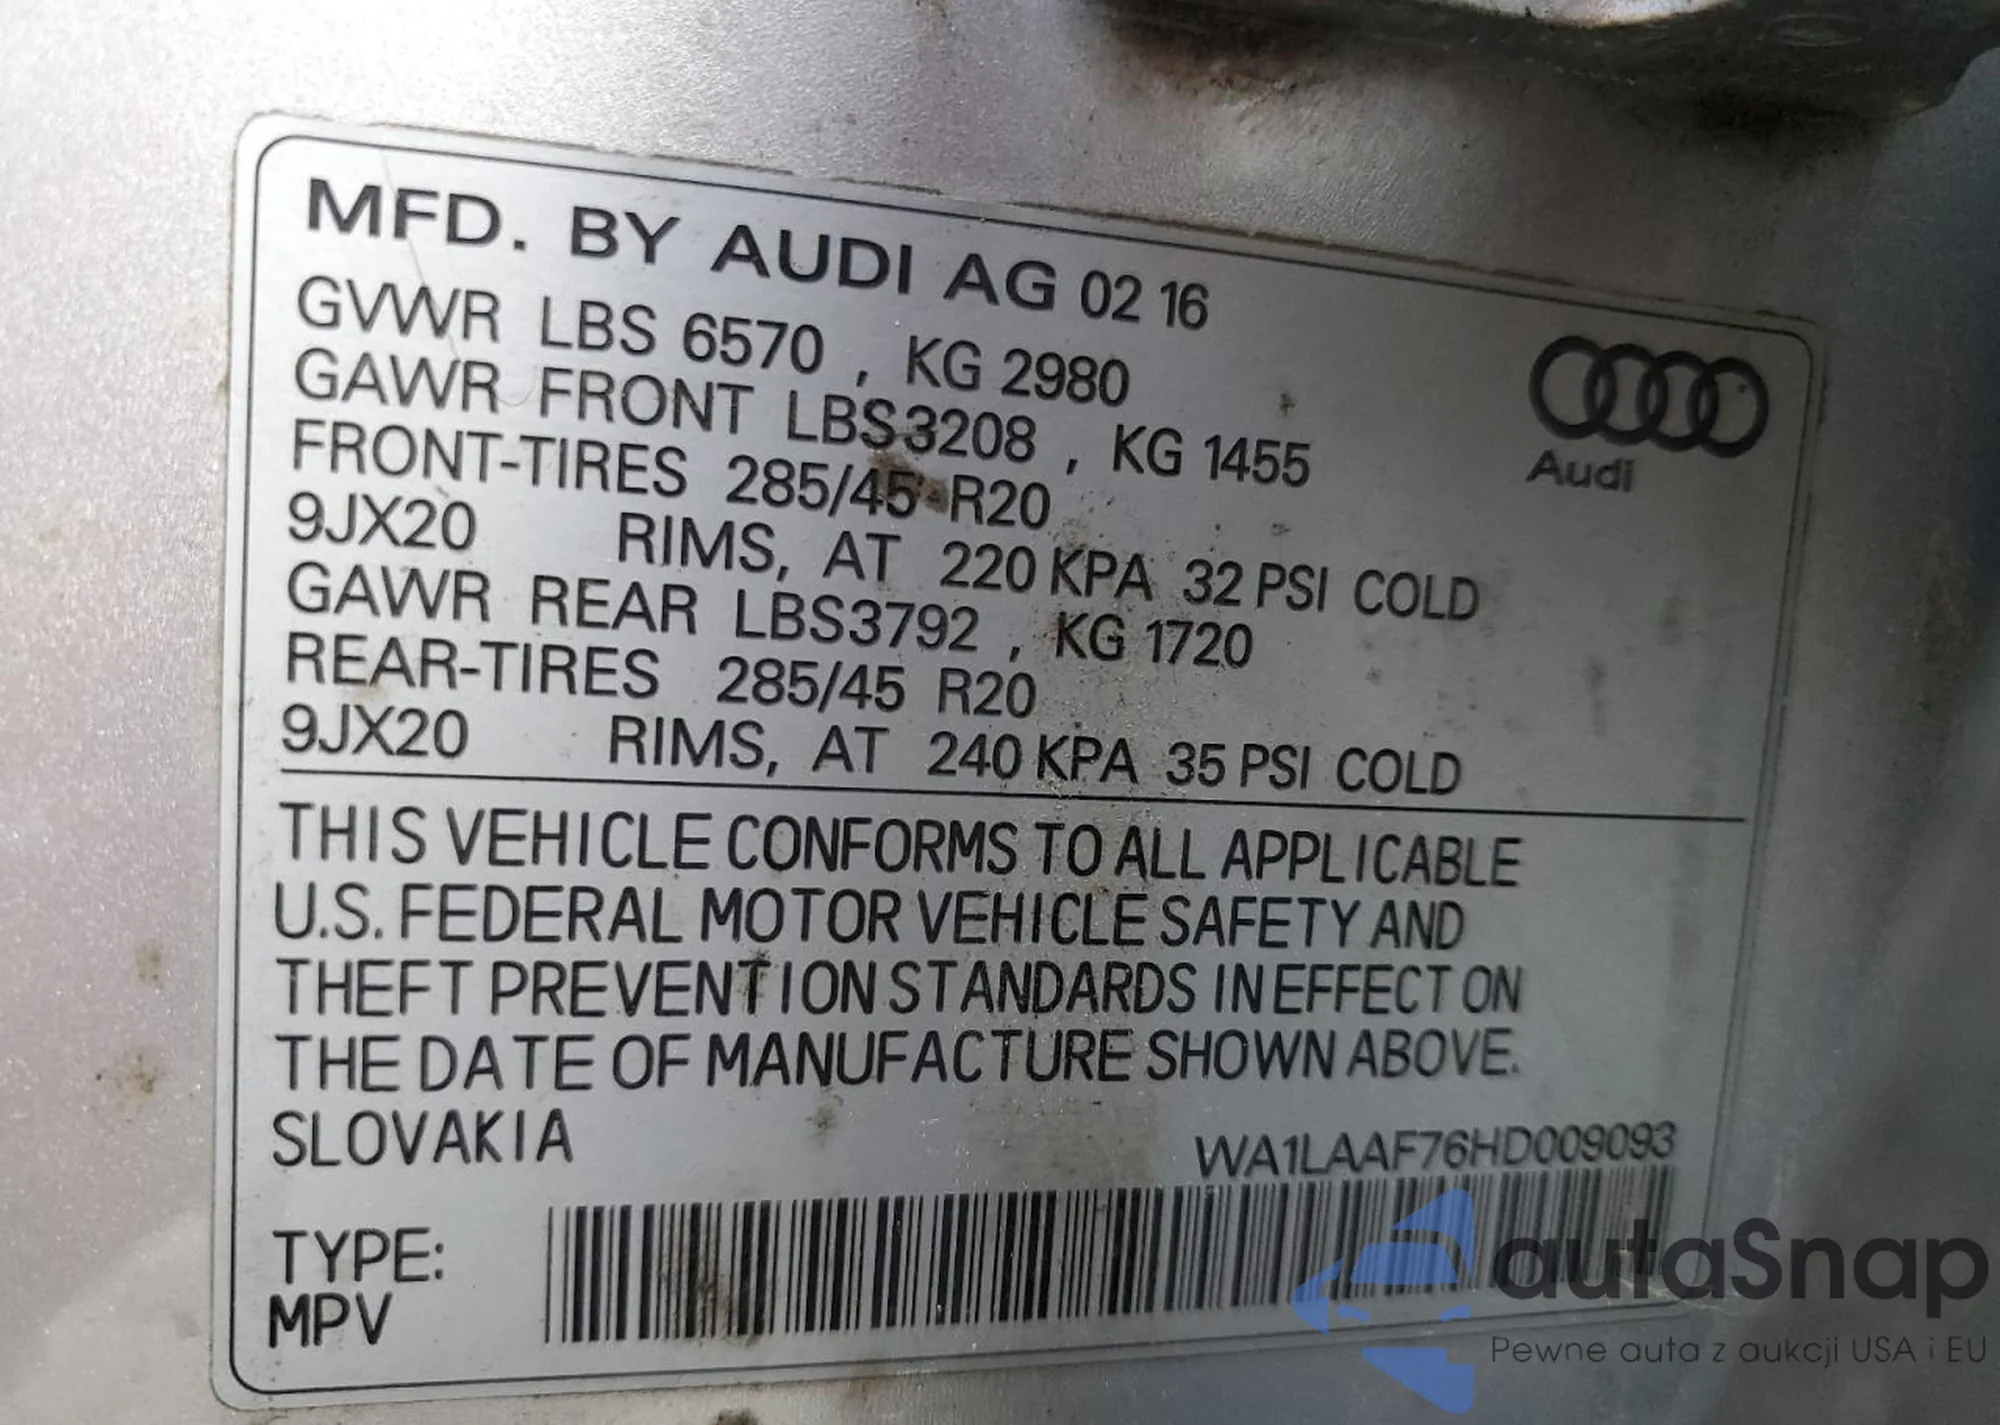 MFD. BY AUDI AG 02 16
GVWR LBS 6570 , KG 2980
GAWR FRONT LBS3208 , KG 1455
FRONT-TIRES 285/45 R20
9JX20 RIMS, AT 220 KPA 32 PSI COLD
GAWR REAR LBS3792 , KG 1720
REAR-TIRES 285/45 R20
9JX20 RIMS, AT 240 KPA 35 PSI COLD
Audi
THIS VEHICLE CONFORMS TO ALL APPLICABLE
U.S. FEDERAL MOTOR VEHICLE SAFETY AND
THEFT PREVENTION STANDARDS IN EFFECT ON
THE DATE OF MANUFACTURE SHOWN ABOVE.
SLOVAKIA
WA1LAAF76HD009093
TYPE:
MPV
autaSnap
Pewne auta z aukcji USA i EU